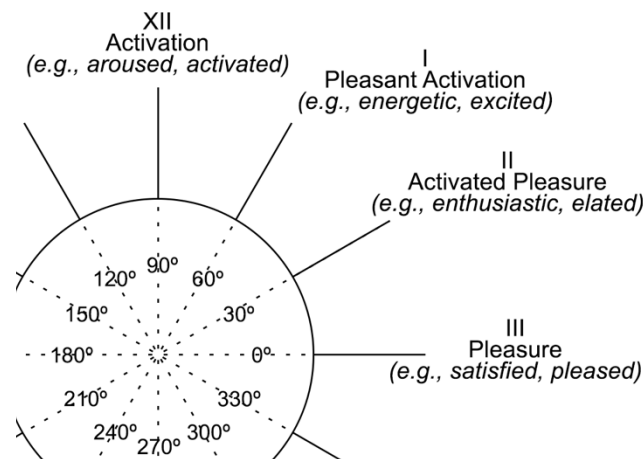 XII
Activation
(e.g., aroused, activated)
I
Pleasant Activation
(e.g., energetic, excited)
II
Activated Pleasure
(e.g., enthusiastic, elated)
III
Pleasure
(e.g., satisfied, pleased)
90º
120º
60º
150º
30º
180º
0º
210º
330º
240º
300º
270º